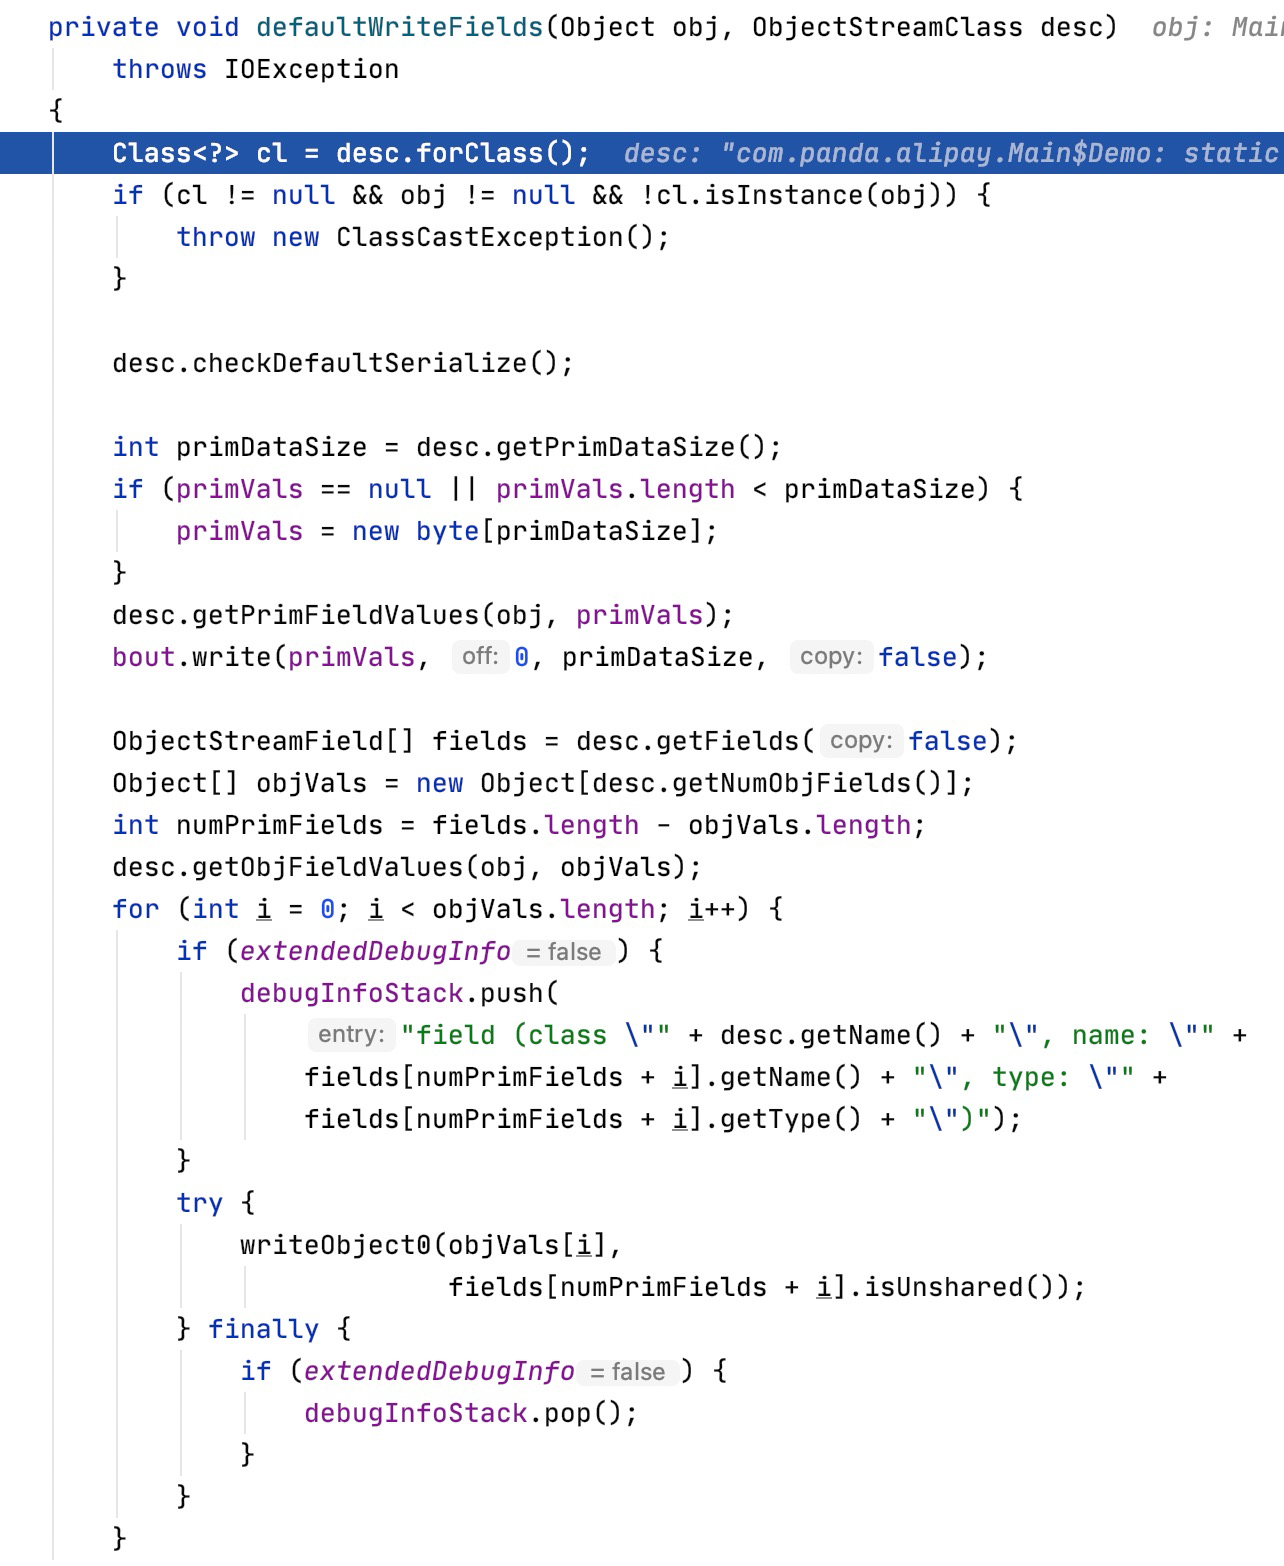 private void defaultWriteFields(Object obj, ObjectStreamClass desc)  obj:
    throws IOException
{
    Class<?> cl = desc.forClass();  desc: "com.panda.alipay.Main$Demo: static
    if (cl != null && obj != null && !cl.isInstance(obj)) {
        throw new ClassCastException();
    }
    desc.checkDefaultSerialize();
    int primDataSize = desc.getPrimDataSize();
    if (primVals == null || primVals.length < primDataSize) {
        primVals = new byte[primDataSize];
    }
    desc.getPrimFieldValues(obj, primVals);
    bout.write(primVals, off: 0, primDataSize, copy: false);
    ObjectStreamField[] fields = desc.getFields( copy: false);
    Object[] objVals = new Object[desc.getNumObjFields()];
    int numPrimFields = fields.length - objVals.length;
    desc.getObjFieldValues(obj, objVals);
    for (int i = 0; i < objVals.length; i++) {
        if (extendedDebugInfo = false ) {
            debugInfoStack.push(
                entry: "field (class \"" + desc.getName() + "\", name: \"" +
                fields[numPrimFields + i].getName() + "\", type: \"" +
                fields[numPrimFields + i].getType() + "\")");
        }
        try {
            writeObject0(objVals[i],
                         fields[numPrimFields + i].isUnshared());
        } finally {
            if (extendedDebugInfo = false ) {
                debugInfoStack.pop();
            }
        }
    }